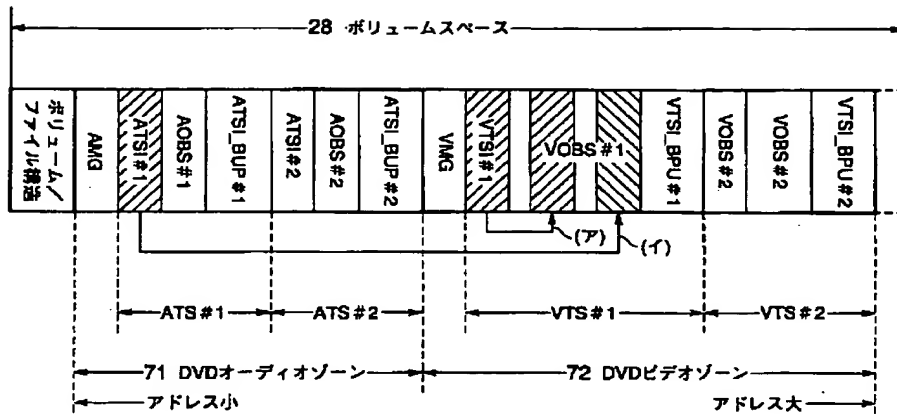 28 ボリュームスペース
ボリューム/
ファイル構造
AMG
ATSI#1
AOBS#1
ATSI_BUP#1
ATSI#2
AOBS#2
ATSI_BUP#2
VMG
VTSI#1
VOBS#1
VTSI_BPU#1
VOBS#2
VOBS#2
VTSI_BPU#2
(ア)
(イ)
ATS#1
ATS#2
VTS#1
VTS#2
71 DVDオーディオゾーン
72 DVDビデオゾーン
アドレス小
アドレス大